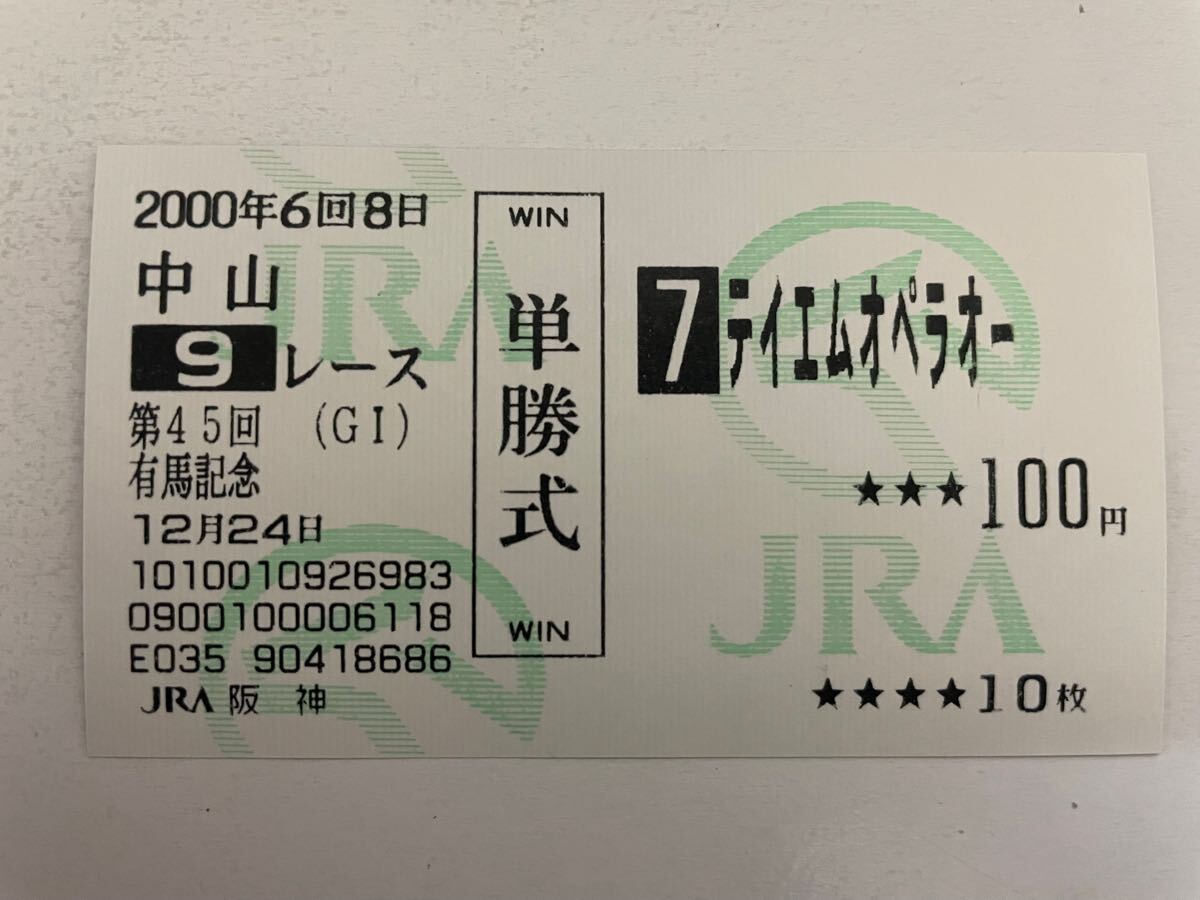 2000年6回8日
中山
9レース
第45回 (GI)
有馬記念
12月24日
1010010926983
0900100006118
E035 90418686
JRA 阪神
WIN
単勝式
WIN
7テイエムオペラオー
★★★100円
★★★★10枚
JRA
JRA